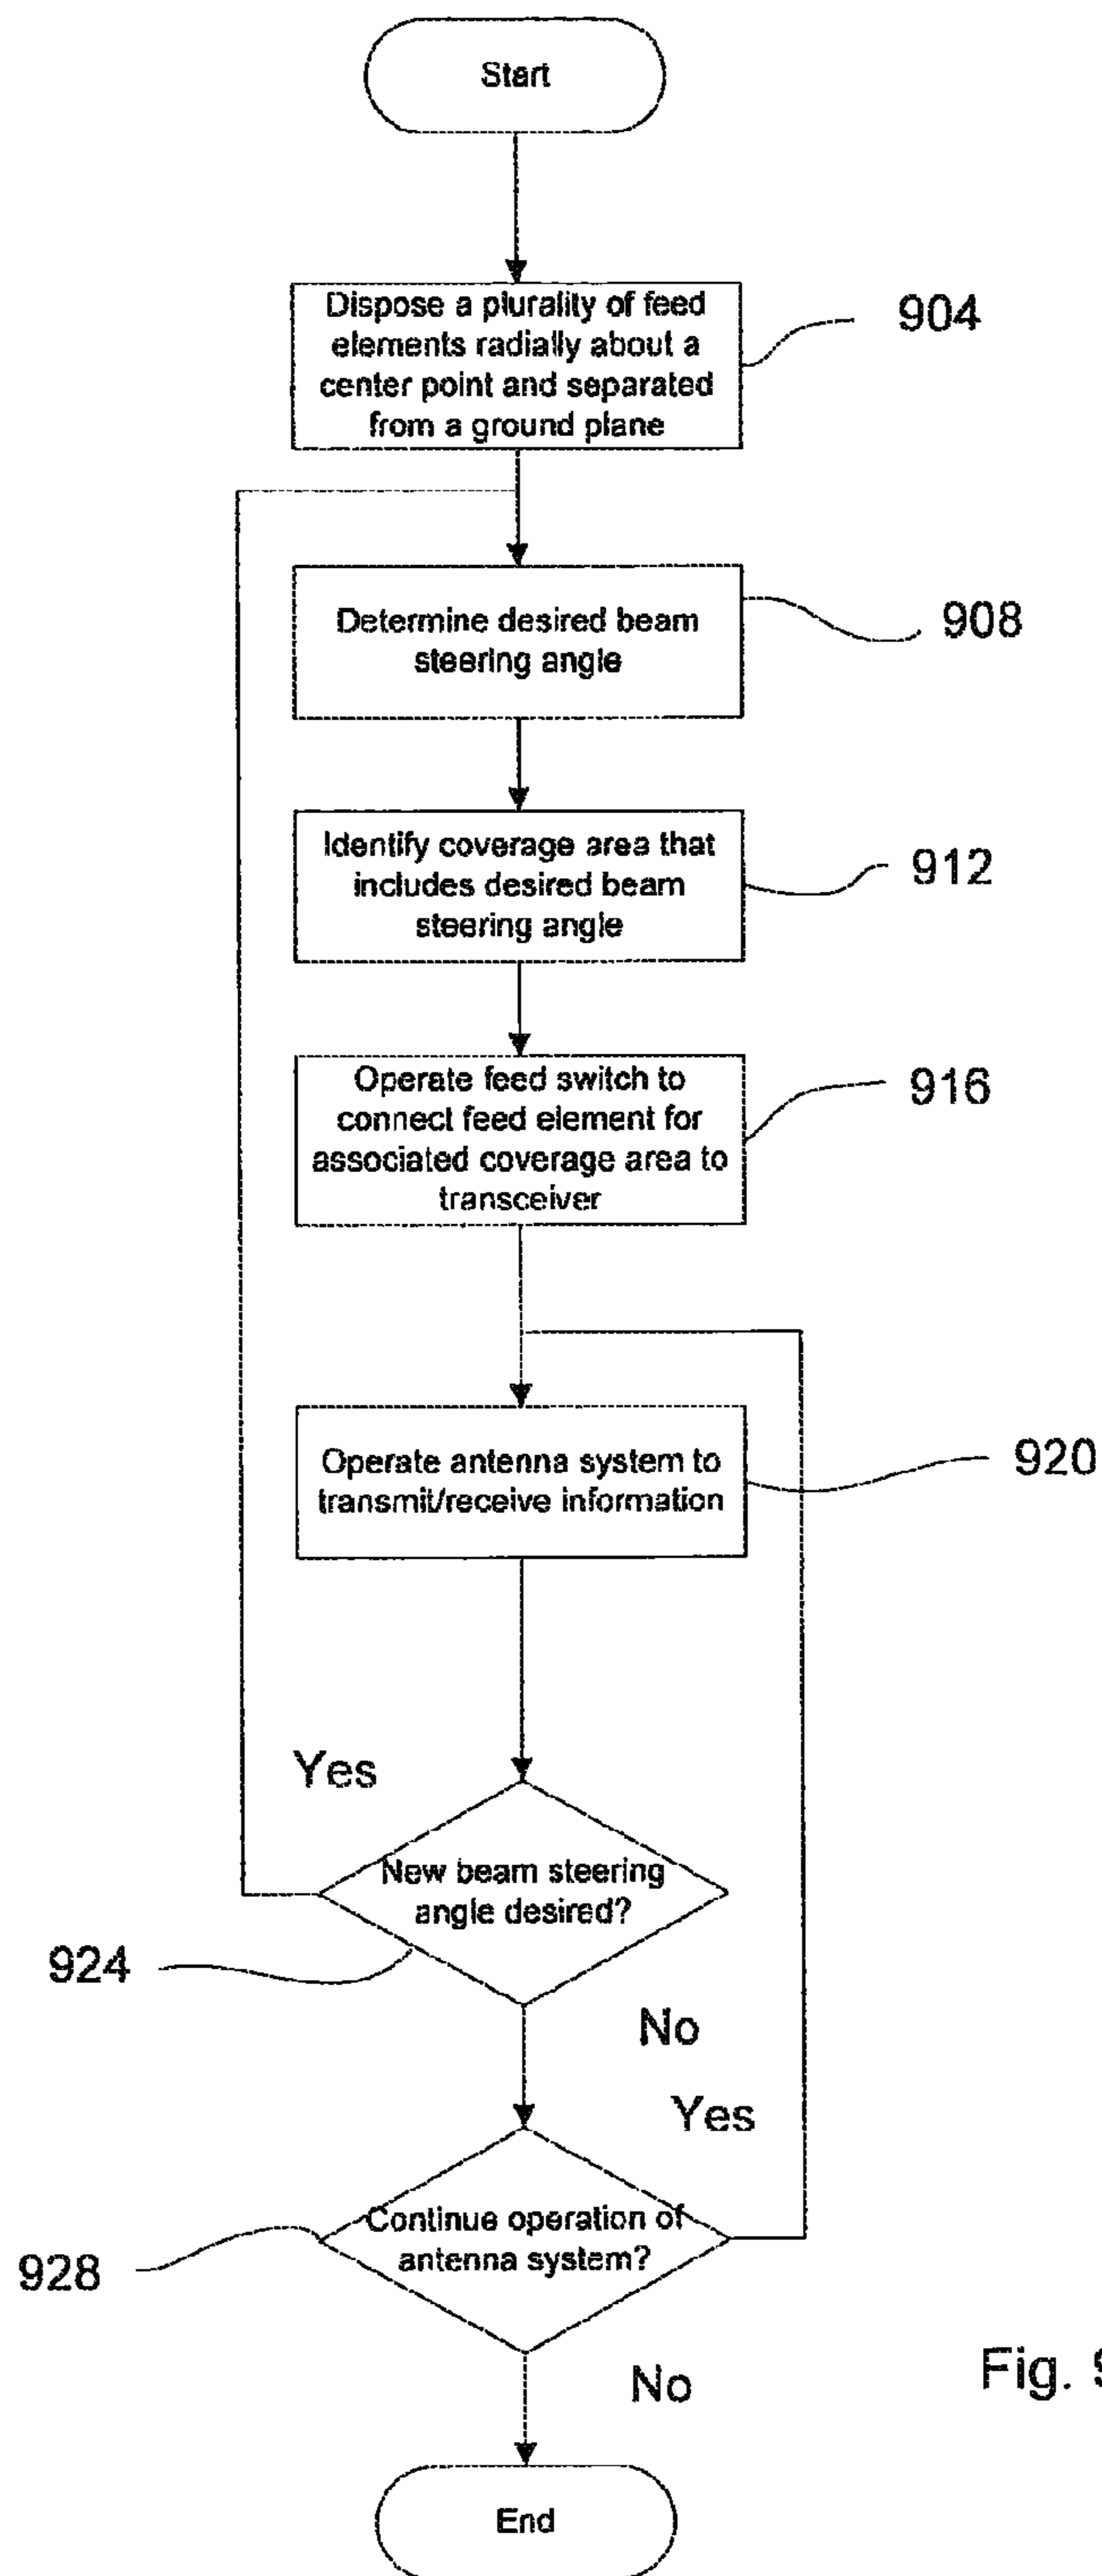 Start
Dispose a plurality of feed
elements radially about a
center point and separated
from a ground plane
904
Determine desired beam
steering angle
908
Identify coverage area that
includes desired beam
steering angle
912
Operate feed switch to
connect feed element for
associated coverage area to
transceiver
916
Operate antenna system to
transmit/receive information
920
Yes
New beam steering
angle desired?
924
No
Yes
Continue operation of
antenna system?
928
No
Fig. 9
End